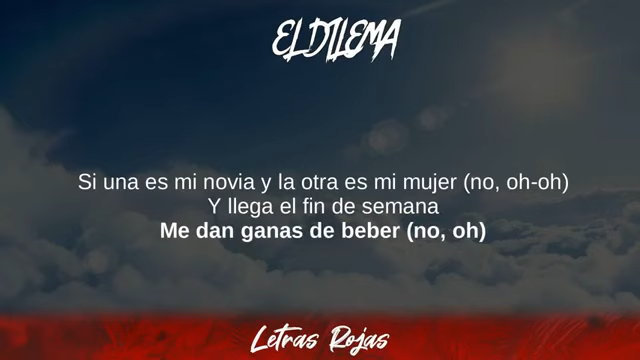 EL DILEMA
Si una es mi novia y la otra es mi mujer (no, oh-oh)
Y llega el fin de semana
Me dan ganas de beber (no, oh)
Letras Rojas